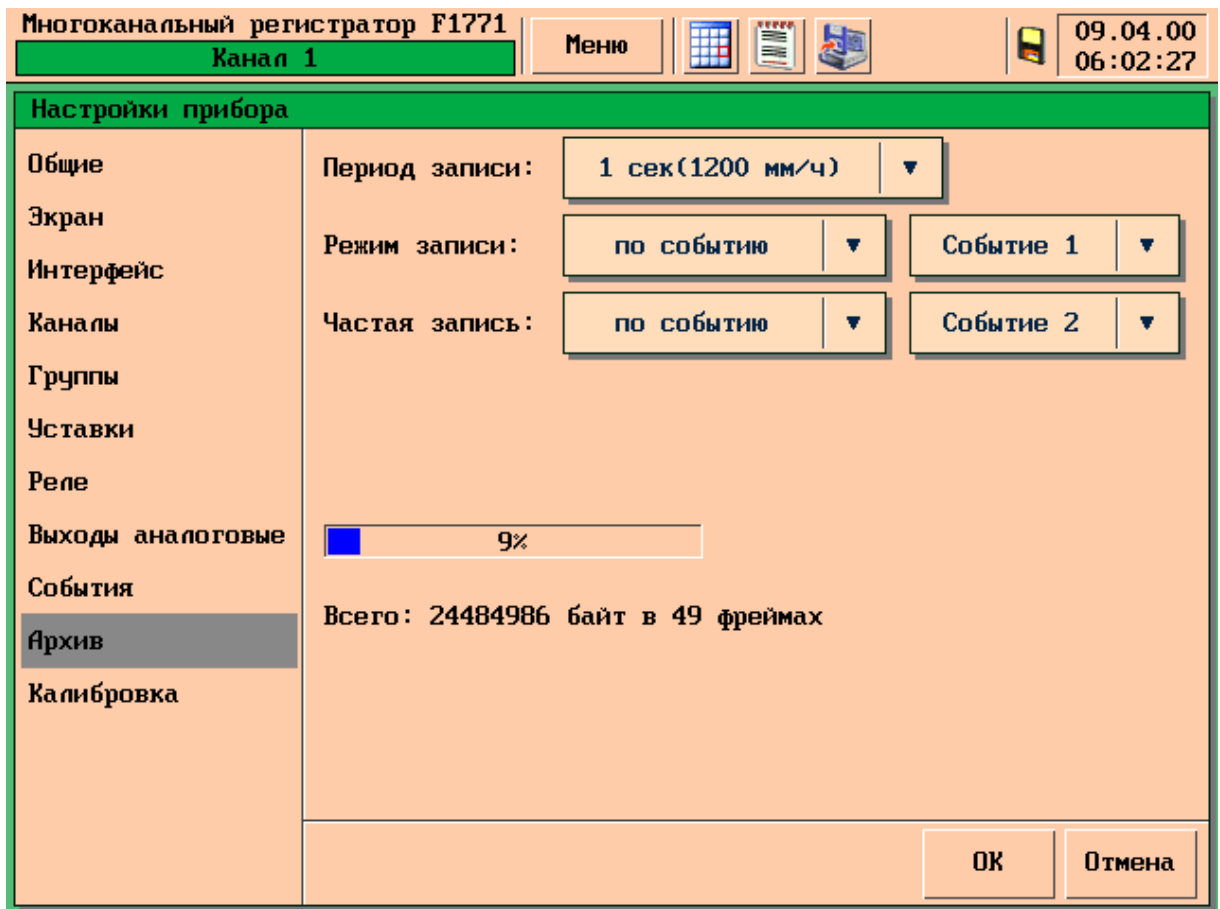 Многоканальный регистратор F1771
Канал 1
Меню
09.04.00
06:02:27
Настройки прибора
Общие
Экран
Интерфейс
Каналы
Группы
Уставки
Реле
Выходы аналоговые
События
Архив
Калибровка
Период записи: 1 сек(1200 мм/ч)
Режим записи: по событию Событие 1
Частая запись: по событию Событие 2
9%
Всего: 24484986 байт в 49 фреймах
ОК Отмена